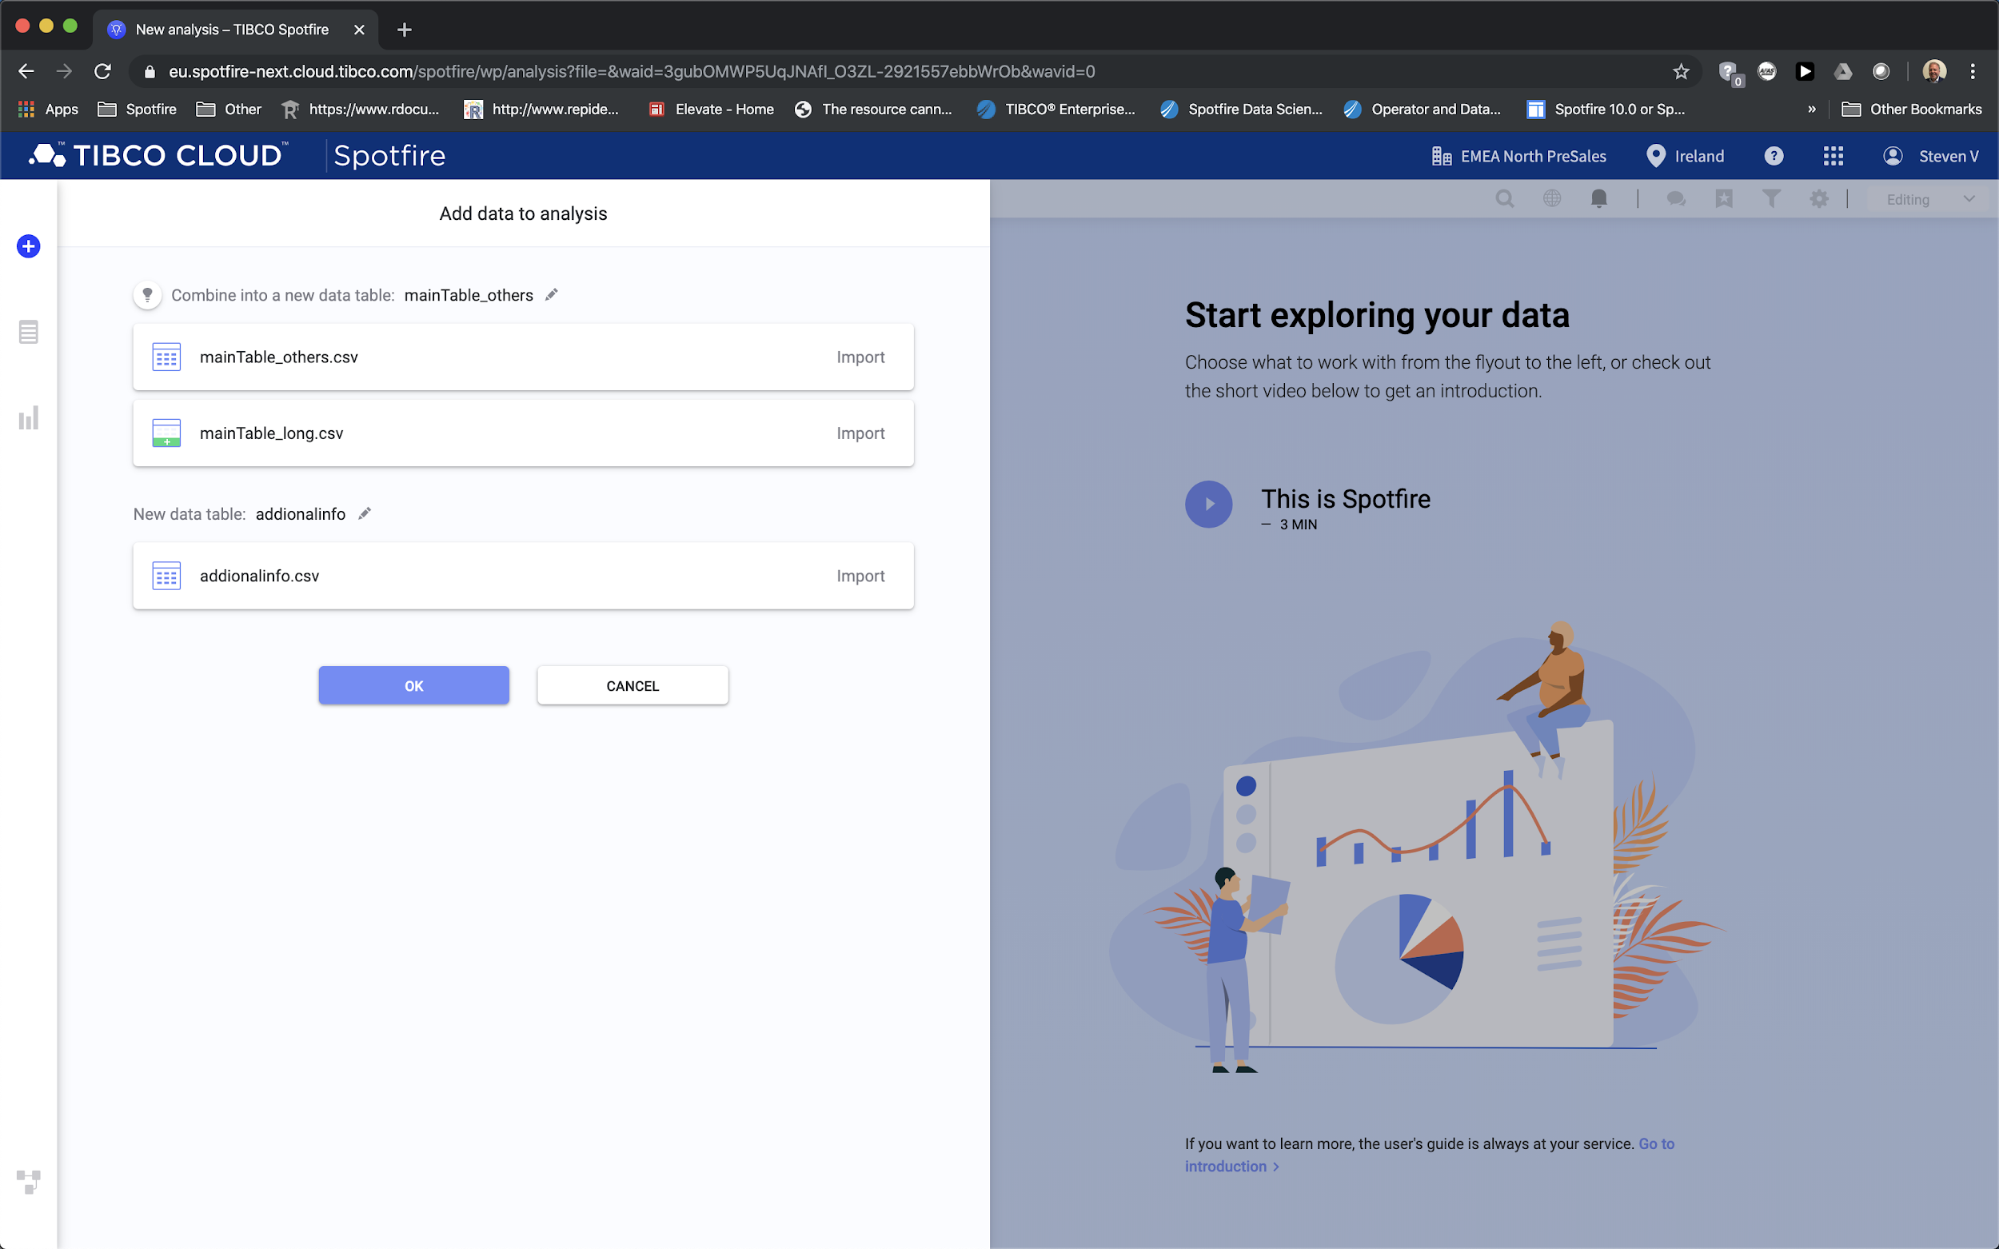 New analysis – TIBCO Spotfire
eu.spotfire-next.cloud.tibco.com/spotfire/wp/analysis?file=&waid=3gubOMWP5UqJNAfl_O3ZL-2921557ebbWrOb&wavid=0
0
Apps Spotfire Other https://www.rdocu... http://www.repide... Elevate - Home The resource cann... TIBCO® Enterprise... Spotfire Data Scien... Operator and Data... Spotfire 10.0 or Sp... » Other Bookmarks
TIBCO CLOUD™ Spotfire EMEA North PreSales Ireland ? Steven V
Editing
Add data to analysis
Combine into a new data table: mainTable_others
mainTable_others.csv Import
mainTable_long.csv Import
New data table: addionalinfo
addionalinfo.csv Import
OK CANCEL
Start exploring your data
Choose what to work with from the flyout to the left, or check out
the short video below to get an introduction.
This is Spotfire
— 3 MIN
If you want to learn more, the user's guide is always at your service. Go to
introduction >